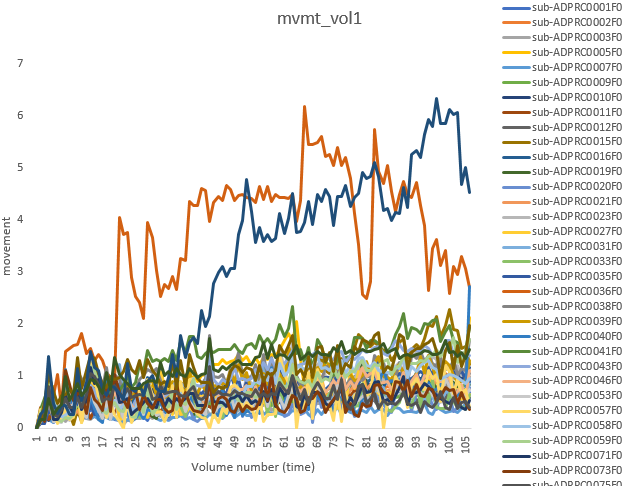 mvmt_vol1
7
6
5
4
3
2
1
0
movement
1 5 9 13 17 21 25 29 33 37 41 45 49 53 57 61 65 69 73 77 81 85 89 93 97 101 105
Volume number (time)
sub-ADPRC0001F0
sub-ADPRC0002F0
sub-ADPRC0003F0
sub-ADPRC0005F0
sub-ADPRC0007F0
sub-ADPRC0009F0
sub-ADPRC0010F0
sub-ADPRC0011F0
sub-ADPRC0012F0
sub-ADPRC0015F0
sub-ADPRC0016F0
sub-ADPRC0019F0
sub-ADPRC0020F0
sub-ADPRC0021F0
sub-ADPRC0023F0
sub-ADPRC0027F0
sub-ADPRC0031F0
sub-ADPRC0033F0
sub-ADPRC0035F0
sub-ADPRC0036F0
sub-ADPRC0038F0
sub-ADPRC0039F0
sub-ADPRC0040F0
sub-ADPRC0041F0
sub-ADPRC0043F0
sub-ADPRC0046F0
sub-ADPRC0053F0
sub-ADPRC0057F0
sub-ADPRC0058F0
sub-ADPRC0059F0
sub-ADPRC0071F0
sub-ADPRC0073F0
sub-ADPRC0075F0